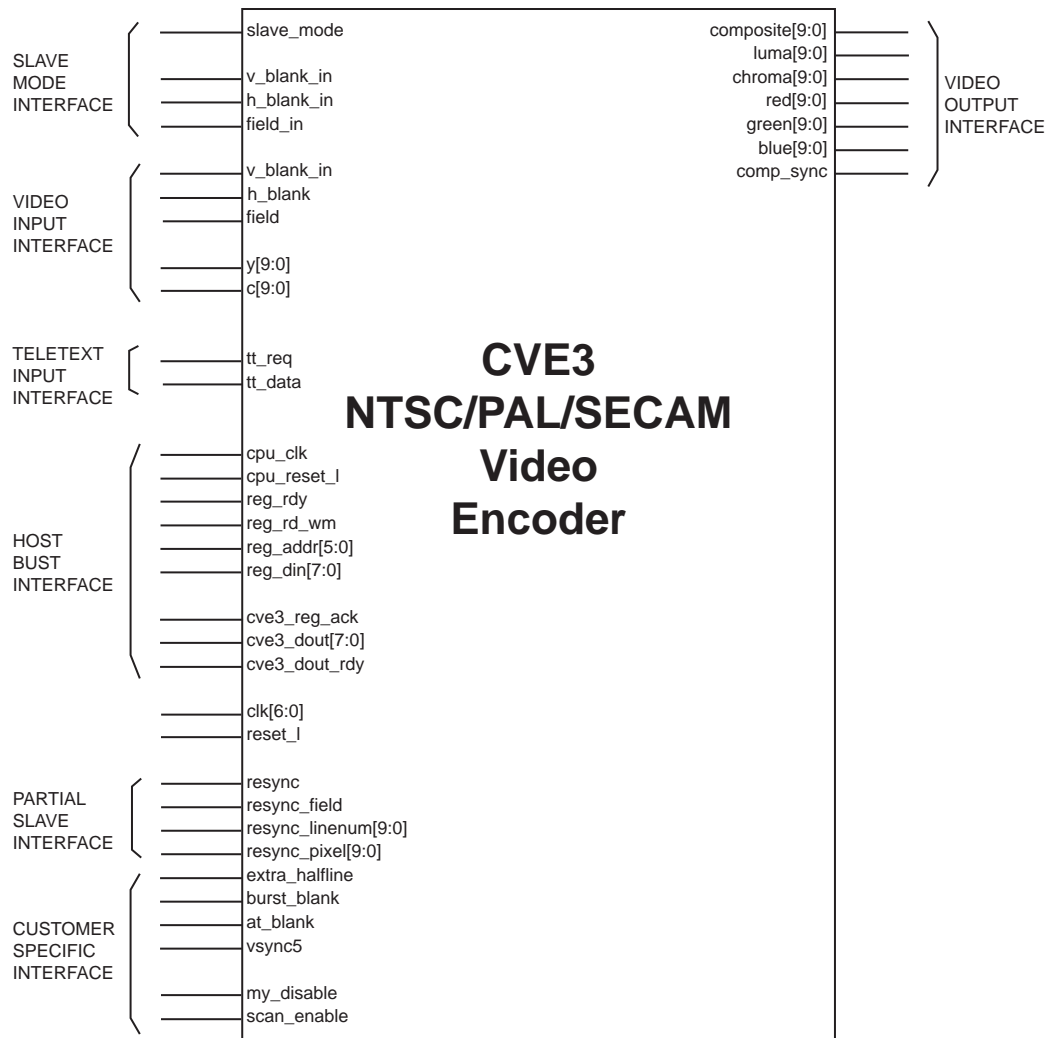 SLAVE
MODE
INTERFACE
slave_mode
v_blank_in
h_blank_in
field_in
VIDEO
INPUT
INTERFACE
v_blank_in
h_blank
field
y[9:0]
c[9:0]
TELETEXT
INPUT
INTERFACE
tt_req
tt_data
HOST
BUST
INTERFACE
cpu_clk
cpu_reset_l
reg_rdy
reg_rd_wm
reg_addr[5:0]
reg_din[7:0]
cve3_reg_ack
cve3_dout[7:0]
cve3_dout_rdy
clk[6:0]
reset_l
PARTIAL
SLAVE
INTERFACE
resync
resync_field
resync_linenum[9:0]
resync_pixel[9:0]
CUSTOMER
SPECIFIC
INTERFACE
extra_halfline
burst_blank
at_blank
vsync5
my_disable
scan_enable
CVE3
NTSC/PAL/SECAM
Video
Encoder
composite[9:0]
luma[9:0]
chroma[9:0]
red[9:0]
green[9:0]
blue[9:0]
comp_sync
VIDEO
OUTPUT
INTERFACE